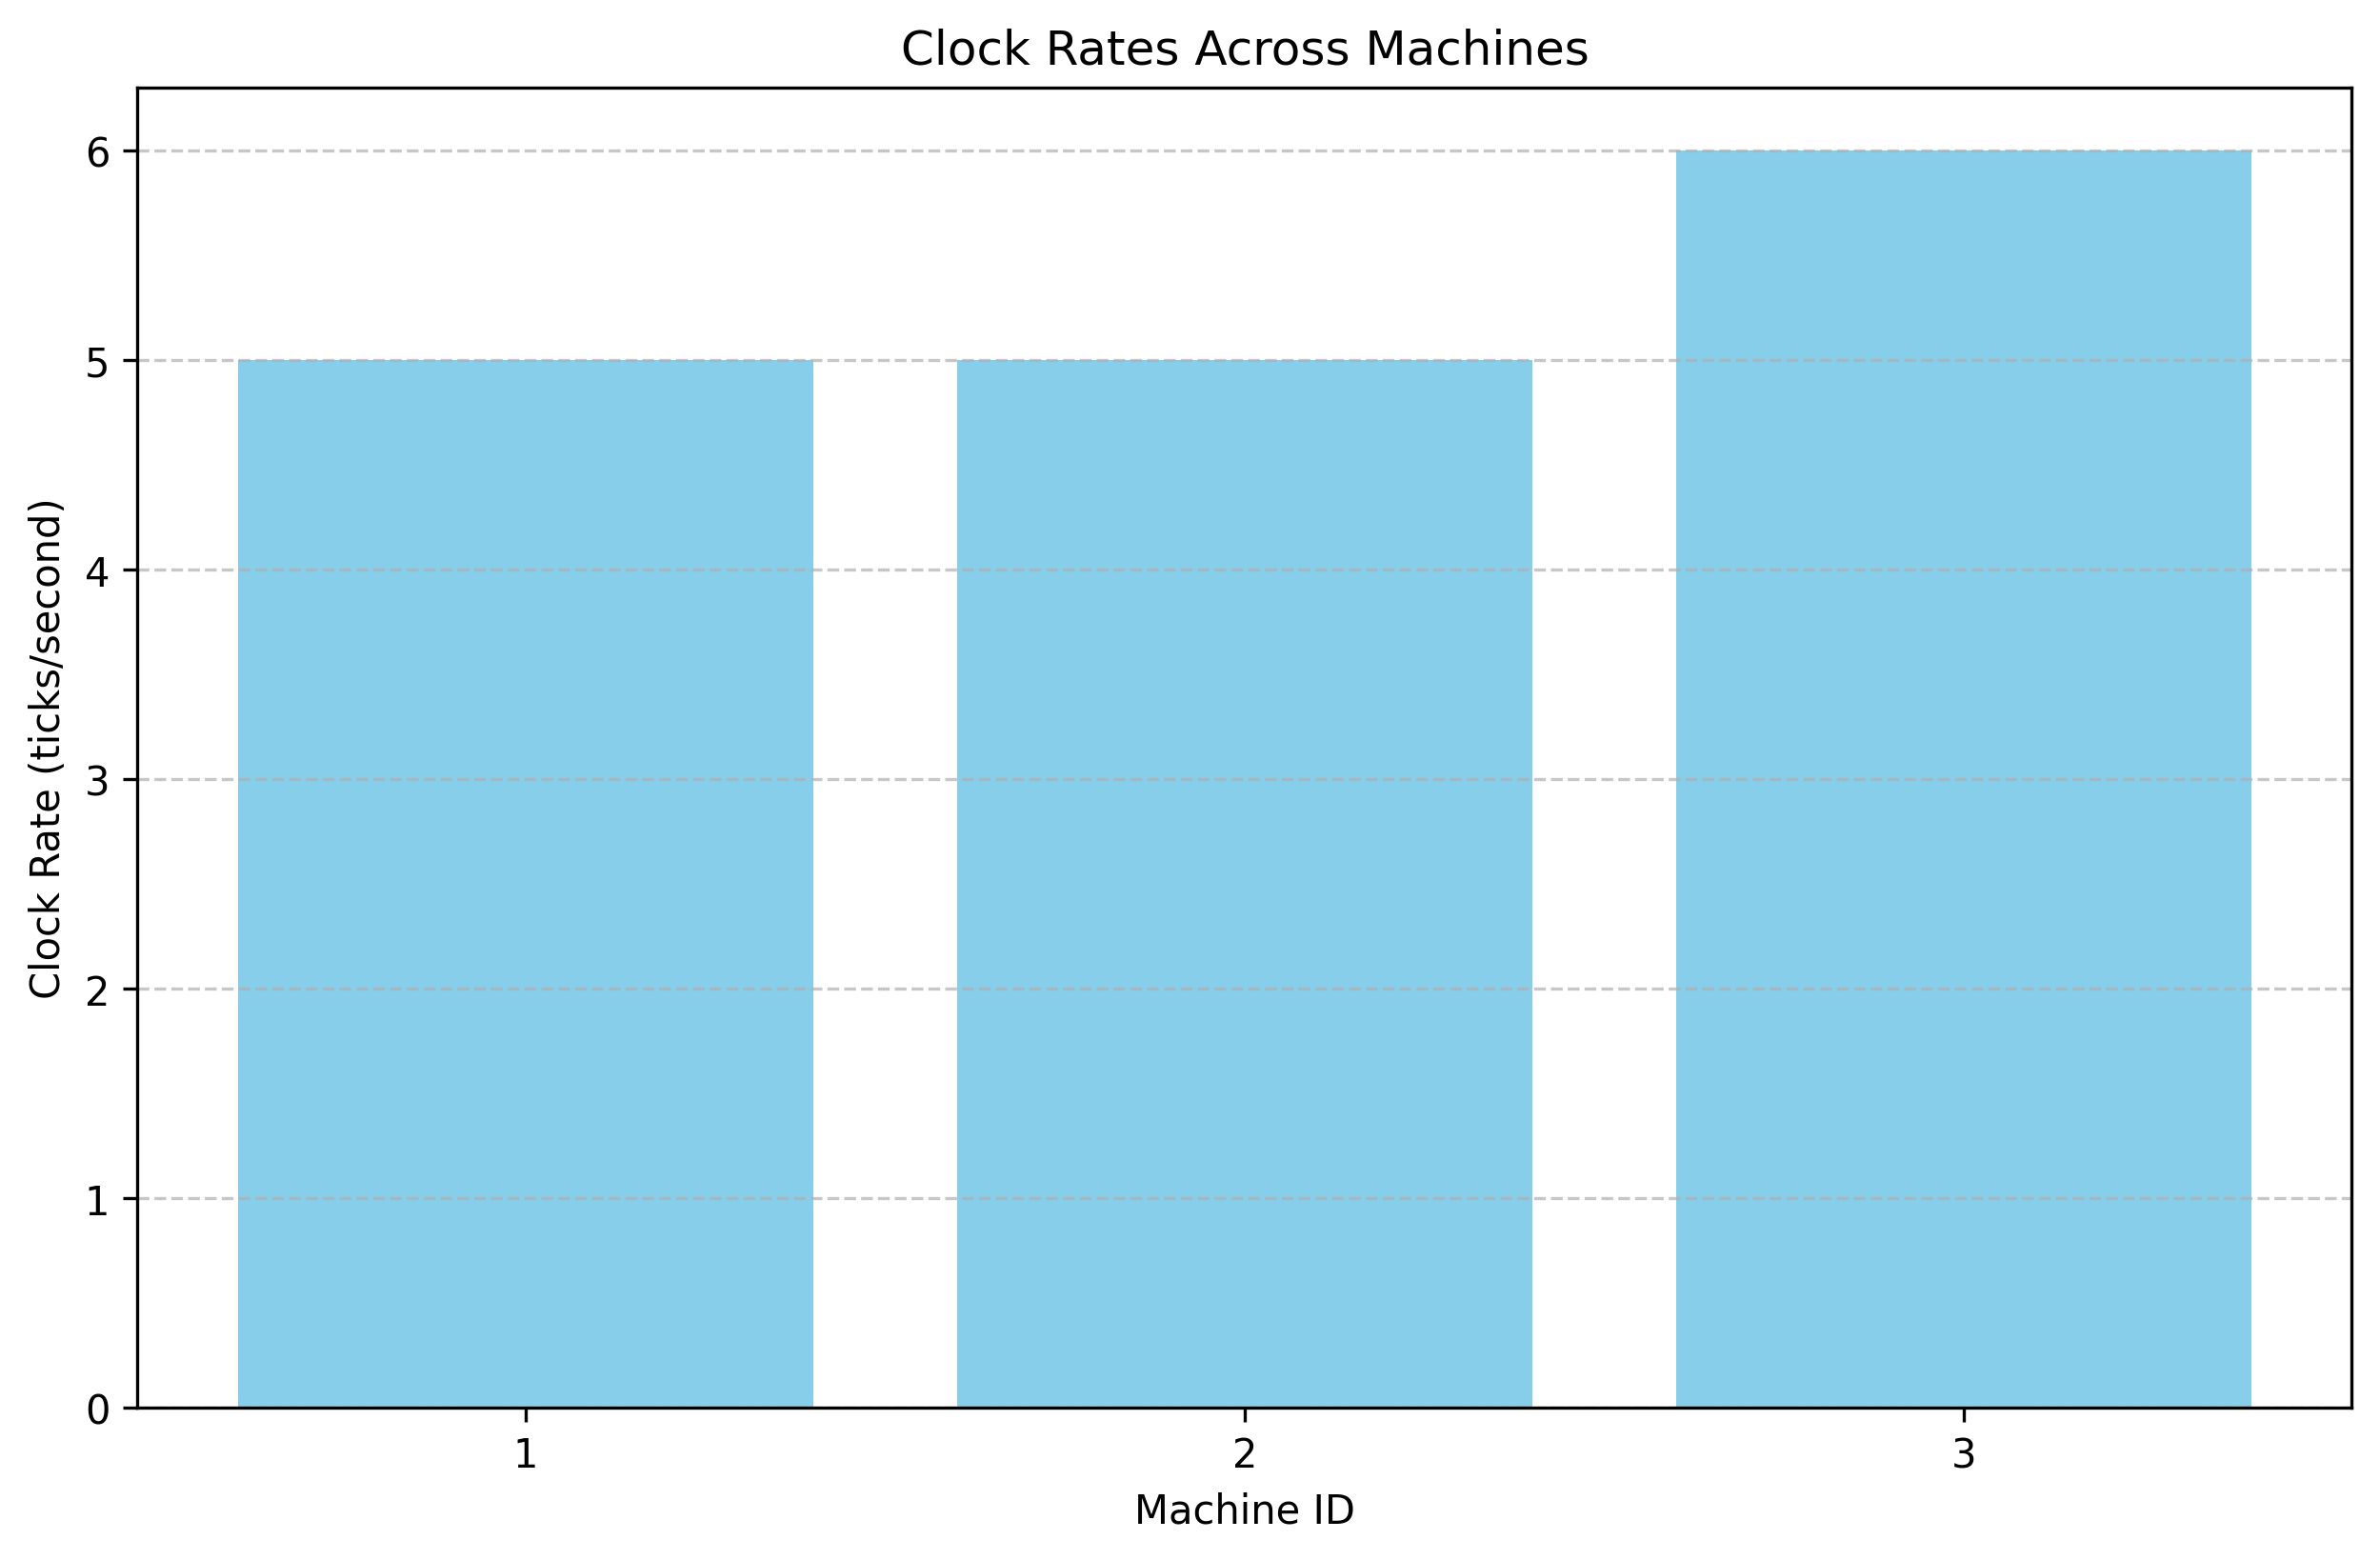 Clock Rates Across Machines
Clock Rate (ticks/second)
6
5
4
3
2
1
0
1 2 3
Machine ID